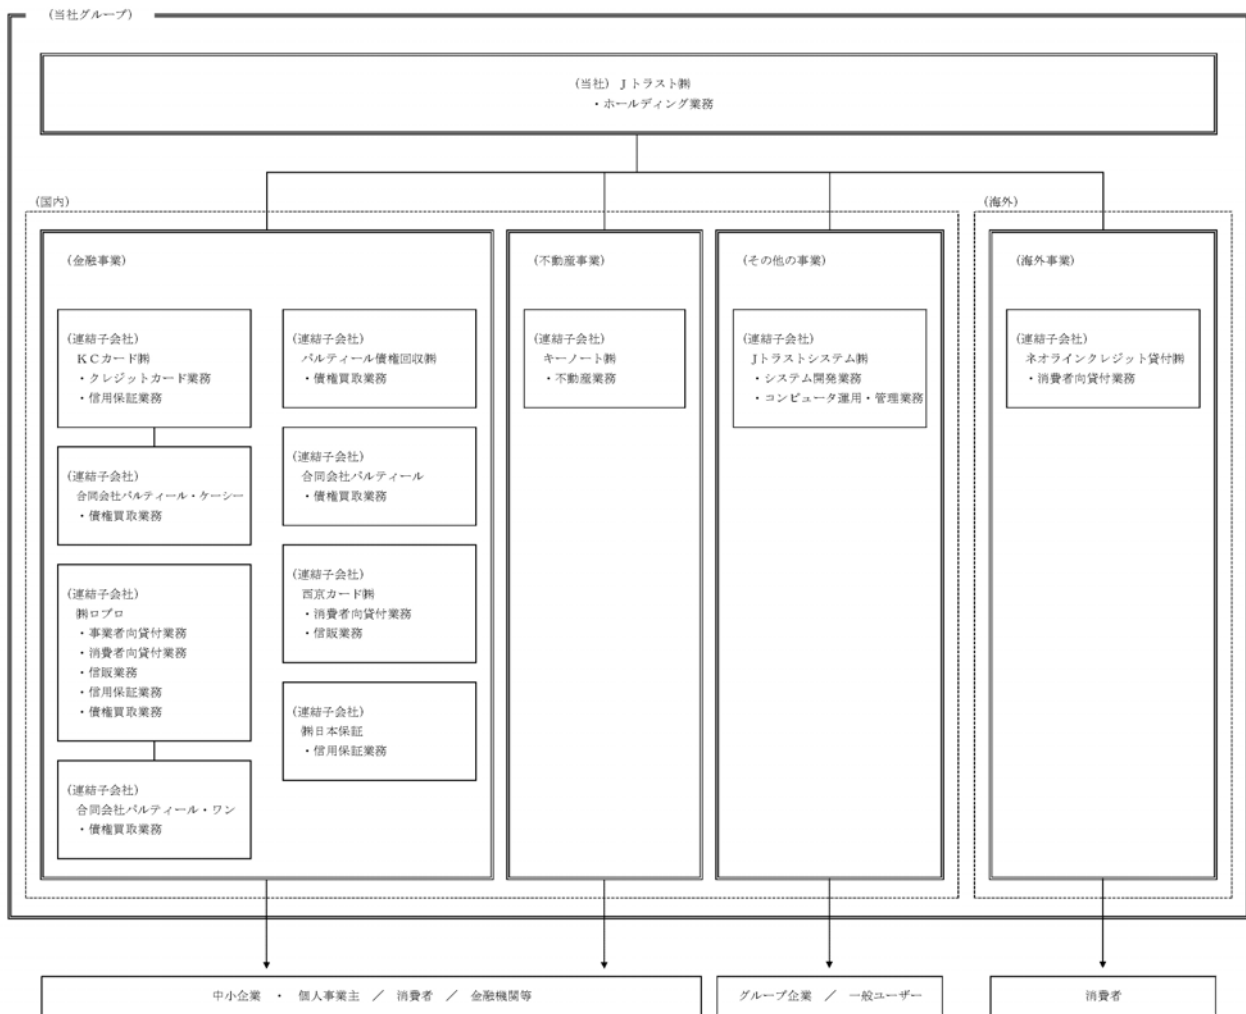 (当社グループ)
(当社) Jトラスト㈱
・ホールディング業務
(国内)
(海外)
(金融事業)
(連結子会社)
KCカード㈱
・クレジットカード業務
・信用保証業務
(連結子会社)
合同会社パルティール・ケーシー
・債権買取業務
(連結子会社)
㈱ロプロ
・事業者向貸付業務
・消費者向貸付業務
・信販業務
・信用保証業務
・債権買取業務
(連結子会社)
合同会社パルティール・ワン
・債権買取業務
(連結子会社)
パルティール債権回収㈱
・債権買取業務
(連結子会社)
合同会社パルティール
・債権買取業務
(連結子会社)
西京カード㈱
・消費者向貸付業務
・信販業務
(連結子会社)
㈱日本保証
・信用保証業務
(不動産事業)
(連結子会社)
キーノート㈱
・不動産業務
(その他の事業)
(連結子会社)
Jトラストシステム㈱
・システム開発業務
・コンピュータ運用・管理業務
(海外事業)
(連結子会社)
ネオラインクレジット貸付㈱
・消費者向貸付業務
中小企業 ・ 個人事業主 / 消費者 / 金融機関等
グループ企業 / 一般ユーザー
消費者